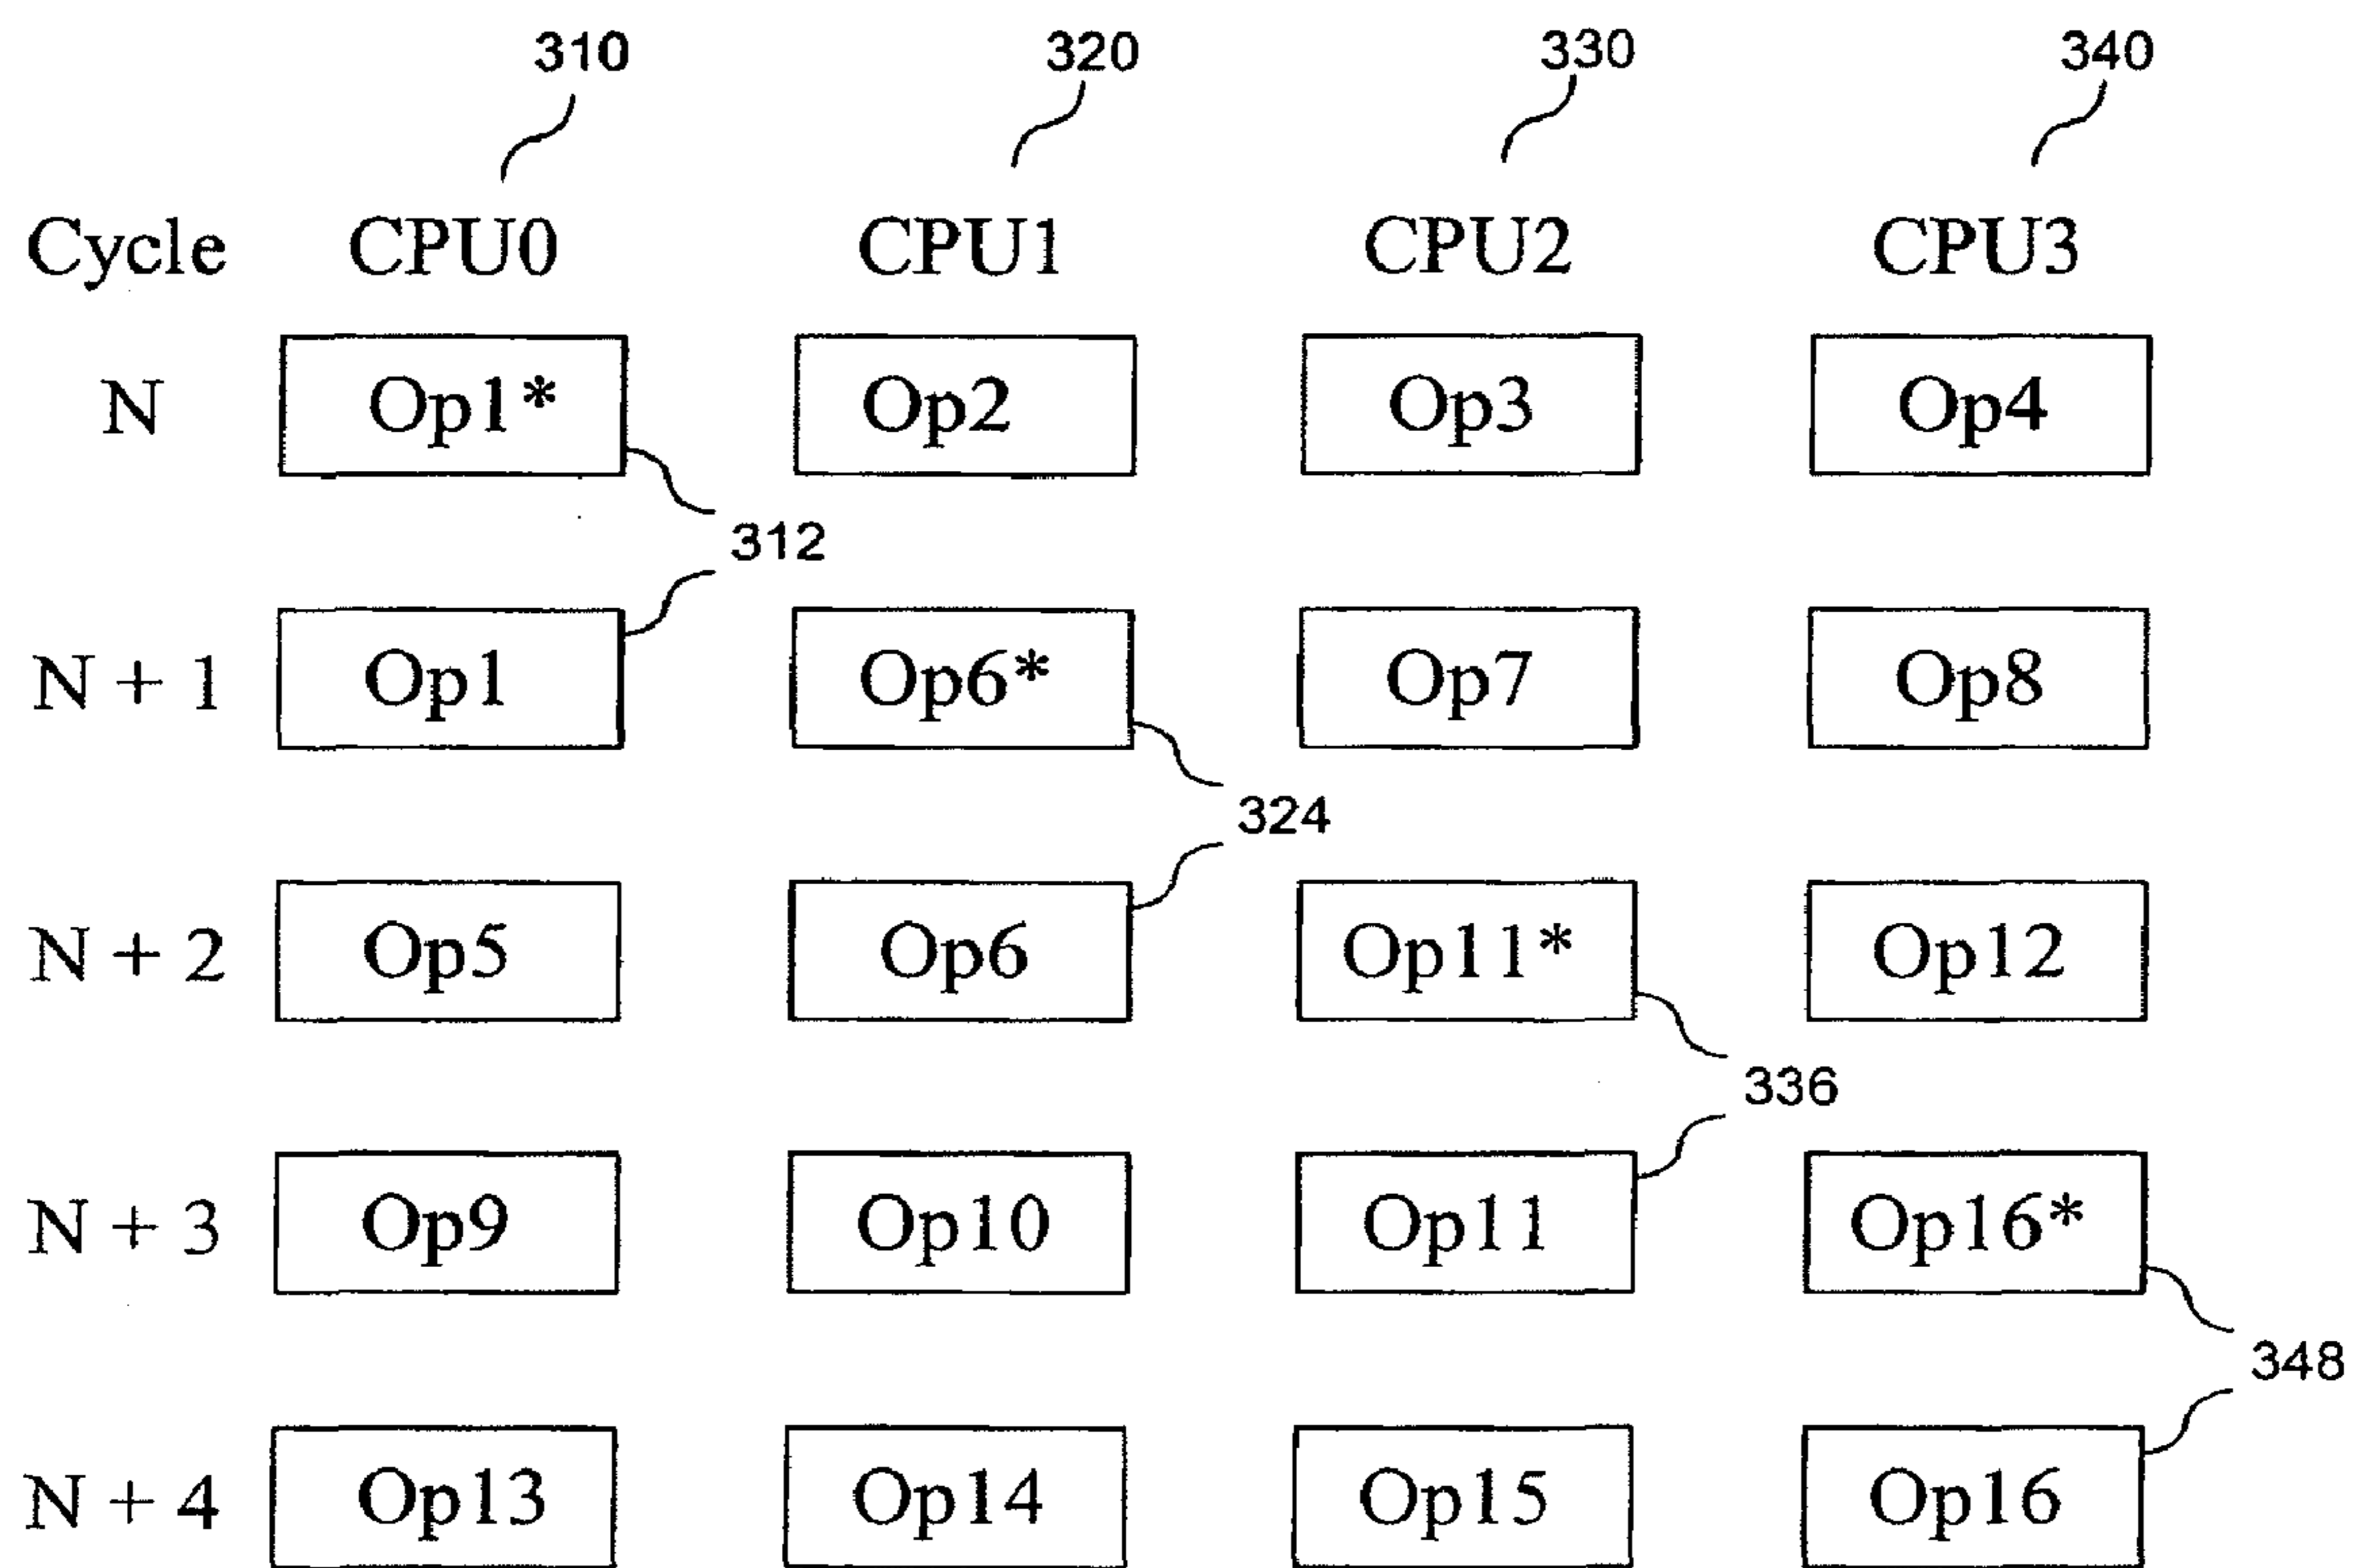 310 320 330 340
Cycle CPU0 CPU1 CPU2 CPU3
N Op1* Op2 Op3 Op4
312
N + 1 Op1 Op6* Op7 Op8
324
N + 2 Op5 Op6 Op11* Op12
336
N + 3 Op9 Op10 Op11 Op16*
348
N + 4 Op13 Op14 Op15 Op16